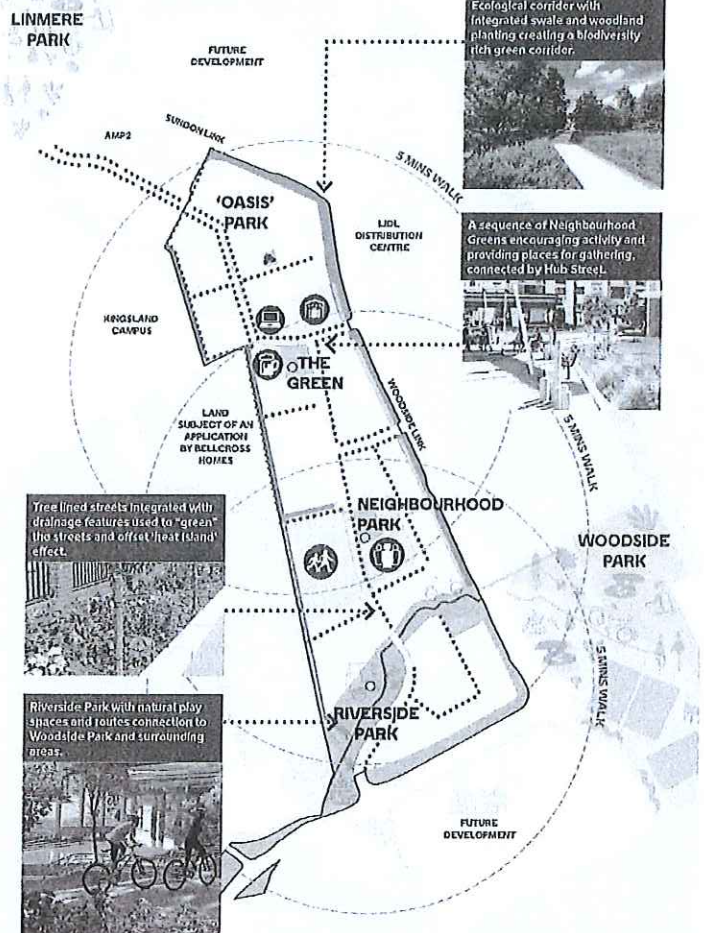 LINMERE
PARK
FUTURE
DEVELOPMENT
Ecological corridor with
integrated swale and woodland
planting creating a biodiversity
rich green corridor.
AMP2
SUNDON LINK
5 MINS WALK
'OASIS'
PARK
LIDL
DISTRIBUTION
CENTRE
A sequence of Neighbourhood
Greens encouraging activity and
providing places for gathering,
connected by Hub Street.
KINGSLAND
CAMPUS
THE
GREEN
LAND
SUBJECT OF AN
APPLICATION
BY BELLCROSS
HOMES
WOODSIDE LINK
5 MINS WALK
Tree lined streets integrated with
drainage features used to "green"
the streets and offset 'heat island'
effect.
NEIGHBOURHOOD
PARK
WOODSIDE
PARK
5 MINS WALK
Riverside Park with natural play
spaces and routes connection to
Woodside Park and surrounding
areas.
RIVERSIDE
PARK
FUTURE
DEVELOPMENT